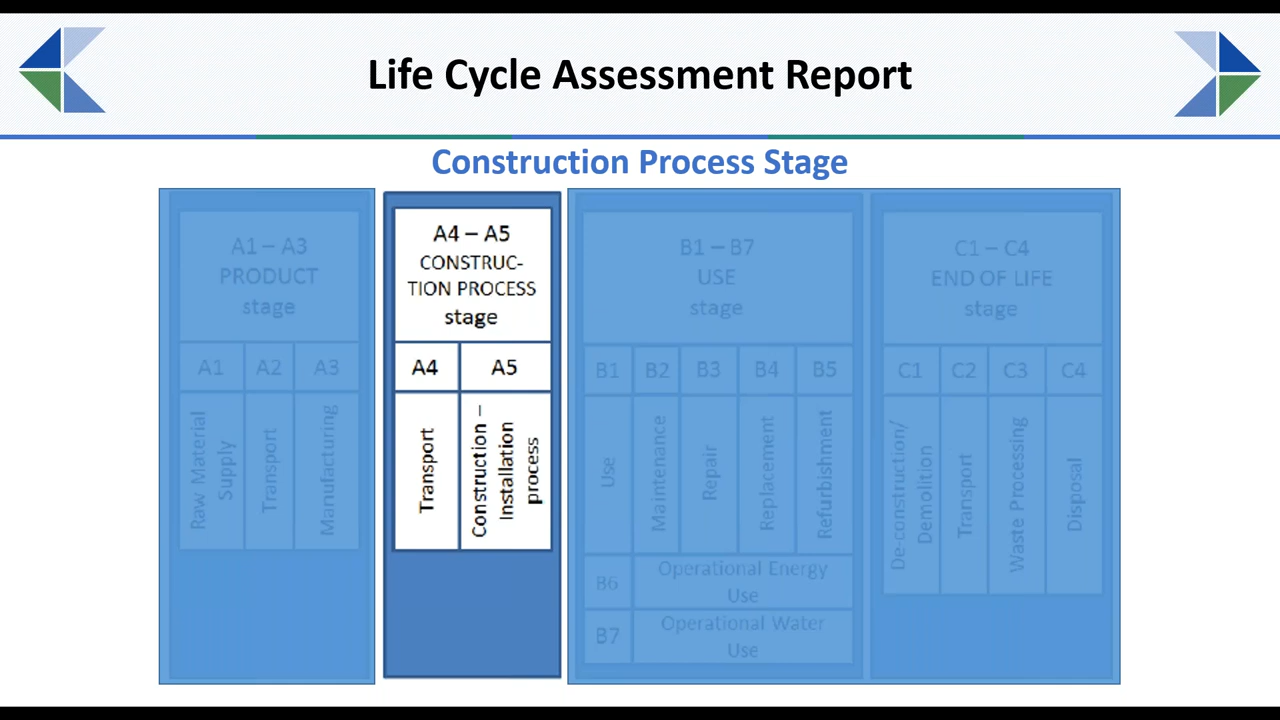 Life Cycle Assessment Report
Construction Process Stage
A1 – A3
PRODUCT
stage
A1
A2
A3
Raw Material
Supply
Transport
Manufacturing
A4 – A5
CONSTRUC-
TION PROCESS
stage
A4
A5
Transport
Construction –
Installation
process
B1 – B7
USE
stage
B1
B2
B3
B4
B5
Use
Maintenance
Repair
Replacement
Refurbishment
B6
Operational Energy
Use
B7
Operational Water
Use
C1 – C4
END OF LIFE
stage
C1
C2
C3
C4
De-construction/
Demolition
Transport
Waste Processing
Disposal